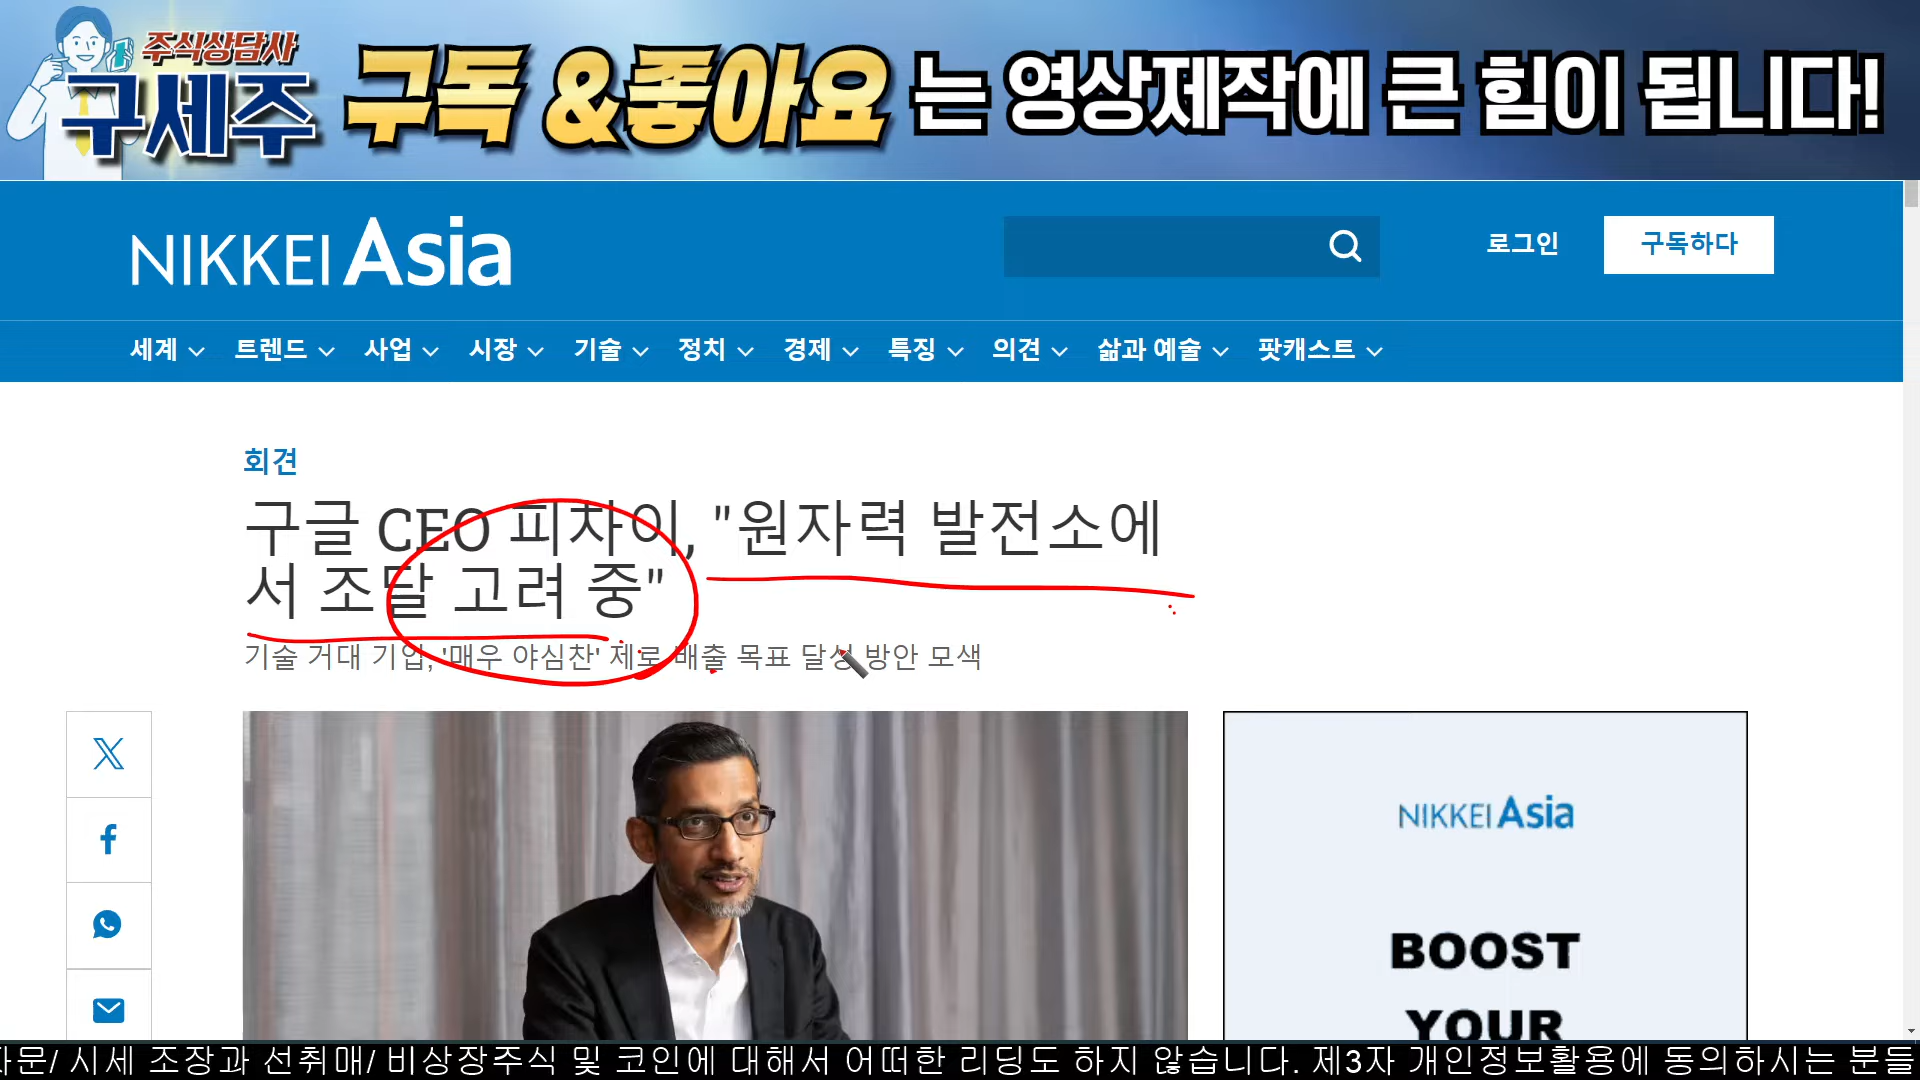 주식상담사
구세주
구독 &좋아요 는 영상제작에 큰 힘이 됩니다!
NIKKEI Asia
로그인
구독하다
세계 트렌드 사업 시장 기술 정치 경제 특징 의견 삶과 예술 팟캐스트
회견
구글 CEO 피차이, "원자력 발전소에
서 조달 고려 중"
기술 거대 기업, '매우 야심찬' 제로 배출 목표 달성 방안 모색
NIKKEI Asia
BOOST
YOUR
자문/ 시세 조장과 선취매/ 비상장주식 및 코인에 대해서 어떠한 리딩도 하지 않습니다. 제3자 개인정보활용에 동의하시는 분들